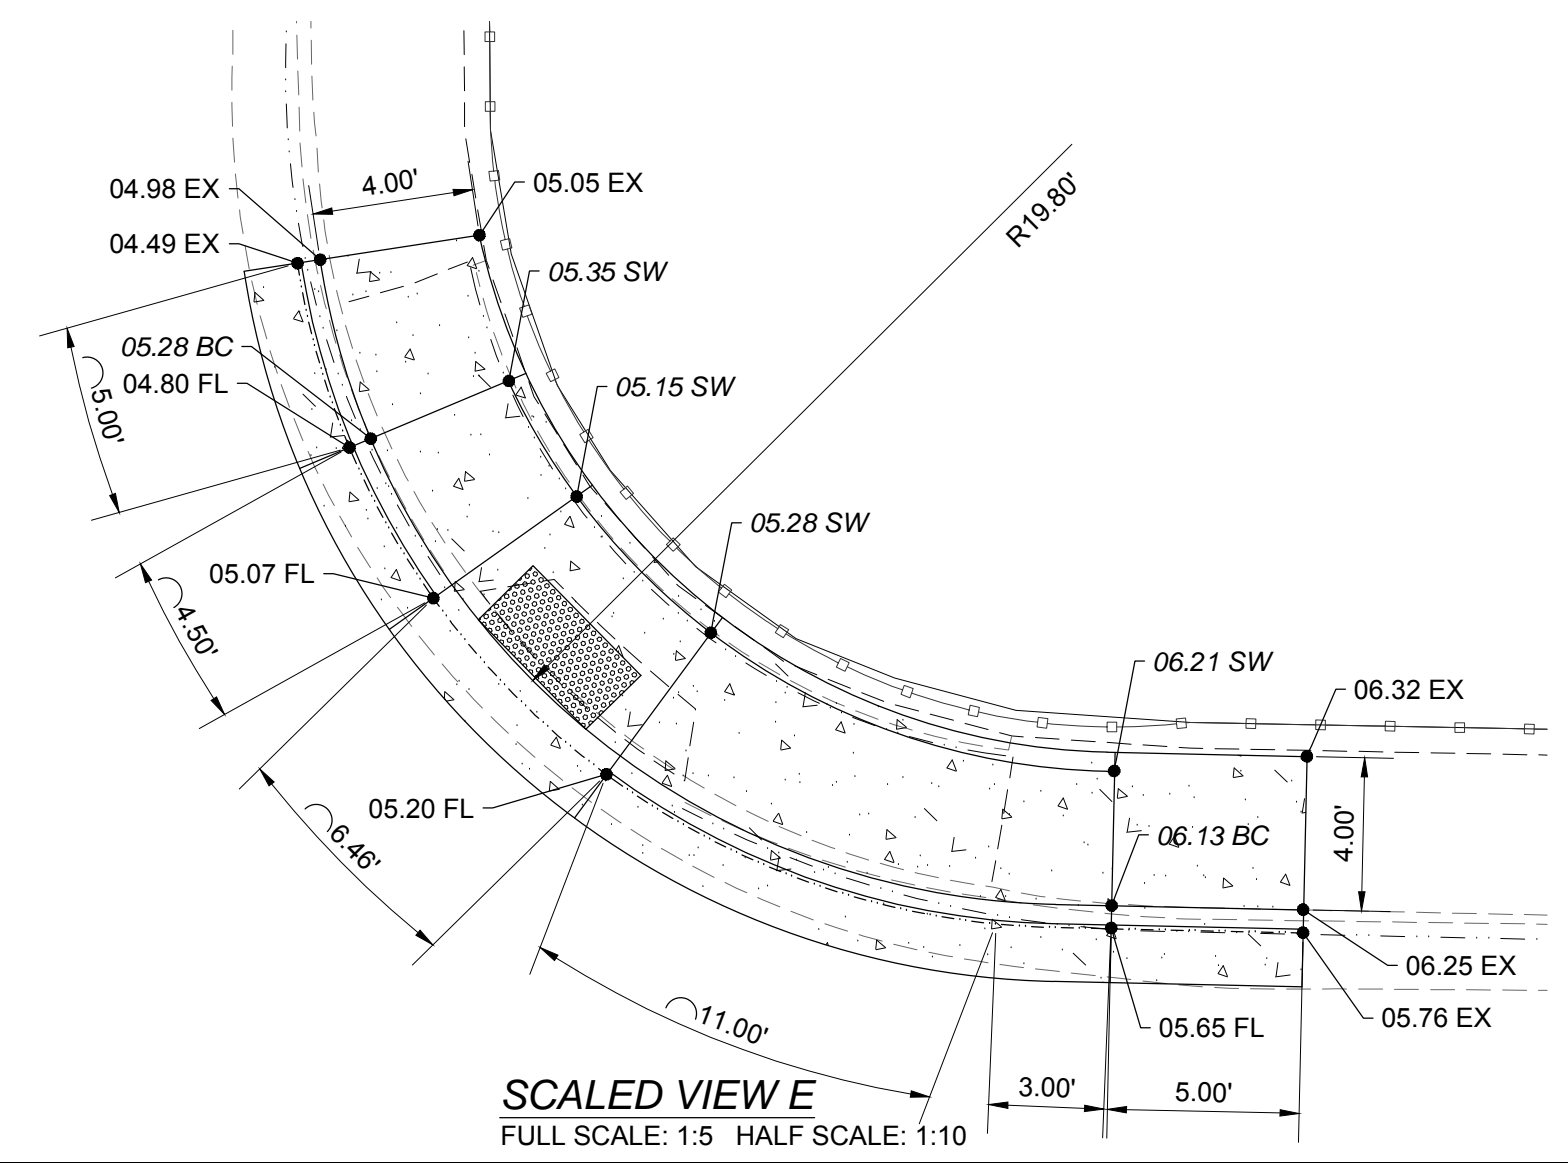 04.98 EX
4.00'
05.05 EX
R19.80'
04.49 EX
05.35 SW
05.28 BC
04.80 FL
05.15 SW
5.00'
05.28 SW
05.07 FL
4.50'
06.21 SW
06.32 EX
05.20 FL
6.46'
06.13 BC
4.00'
06.25 EX
11.00'
05.65 FL
05.76 EX
3.00'
5.00'
SCALED VIEW E
FULL SCALE: 1:5 HALF SCALE: 1:10